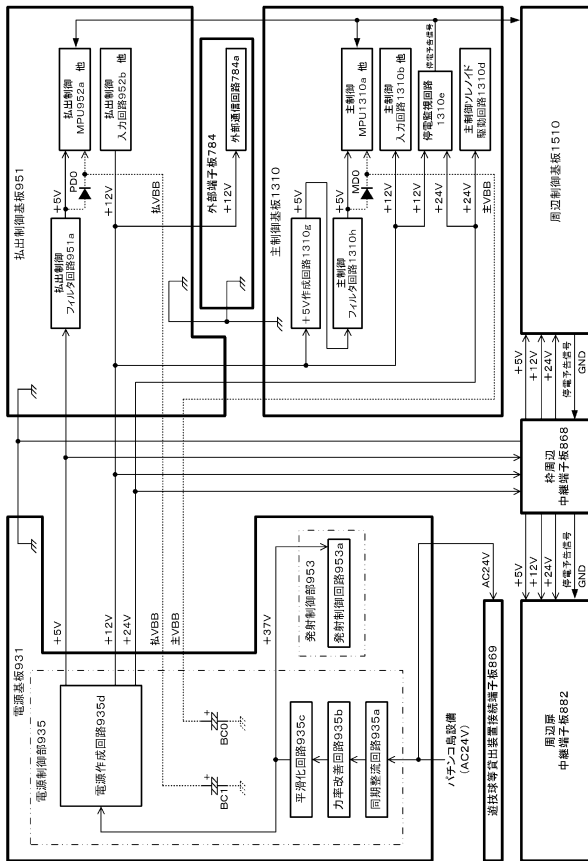 電源基板931
電源制御部935
電源作成回路935d
+5V
+12V
+24V
払VBB
主VBB
+37V
BC1
BC0
+
+
平滑化回路935c
力率改善回路935b
同期整流回路935a
発射制御部953
発射制御回路953a
パチンコ島設備
(AC24V)
AC24V
遊技球等貸出装置接続端子板869
周辺扉
中継端子板882
+5V
+12V
+24V
停電予告信号
GND
枠周辺
中継端子板868
+5V
+12V
+24V
停電予告信号
GND
周辺制御基板1510
払出制御基板951
払出制御
フィルタ回路951a
+5V
PD0
払出制御
MPU952a 他
払出制御
入力回路952b 他
+12V
払VBB
外部端子板784
外部通信回路784a
+12V
主制御基板1310
+5V作成回路1310g
主制御
フィルタ回路1310h
+5V
+5V
MD0
主制御
MPU1310a 他
主制御
入力回路1310b 他
+12V
停電監視回路
1310e
停電予告信号
+12V
+24V
主制御ソレノイド
駆動回路1310d
+24V
主VBB